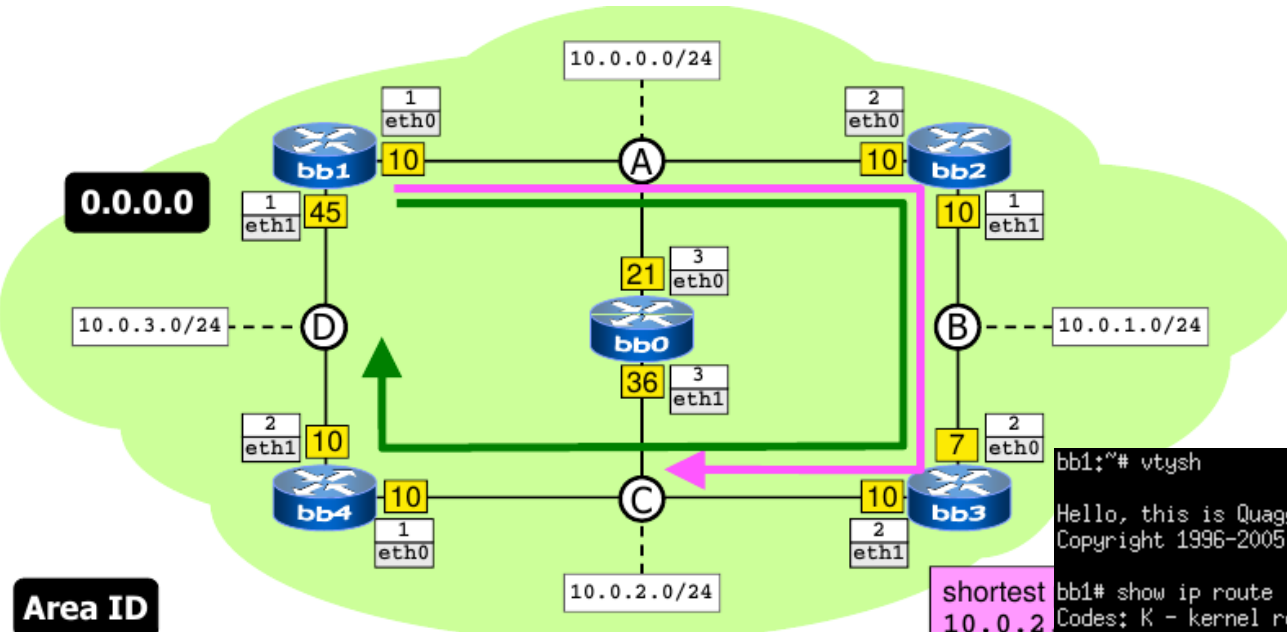 10.0.0.0/24
1
eth0
2
eth0
bb1
10
A
10
bb2
0.0.0.0
1
eth1
45
10
1
eth1
21
3
eth0
10.0.3.0/24
D
bb0
B
10.0.1.0/24
36
3
eth1
2
eth1
10
7
2
eth0
bb4
10
C
10
bb3
1
eth0
2
eth1
10.0.2.0/24
Area ID
shortest
10.0.2
bb1:~# vtysh
Hello, this is
Copyright 1996-2005
bb1# show ip route
Codes: K - kernel